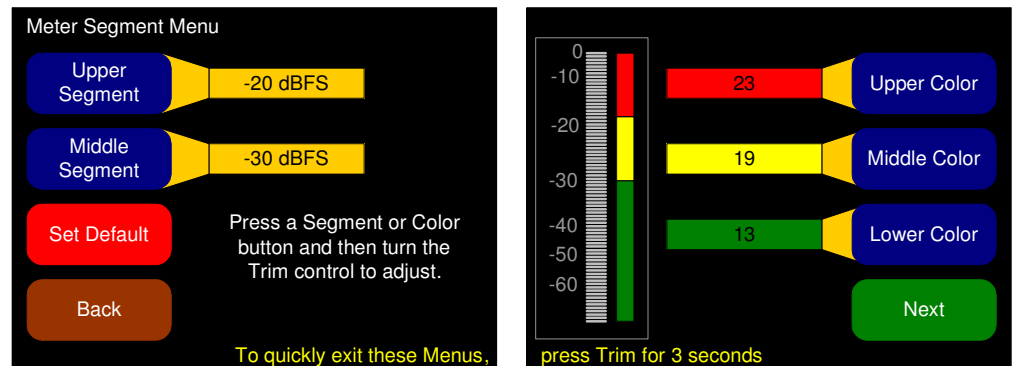 Meter Segment Menu
Upper
Segment
-20 dBFS
Middle
Segment
-30 dBFS
Set Default
Press a Segment or Color
button and then turn the
Trim control to adjust.
Back
To quickly exit these Menus,
0
-10
-20
-30
-40
-50
-60
23
Upper Color
19
Middle Color
13
Lower Color
Next
press Trim for 3 seconds